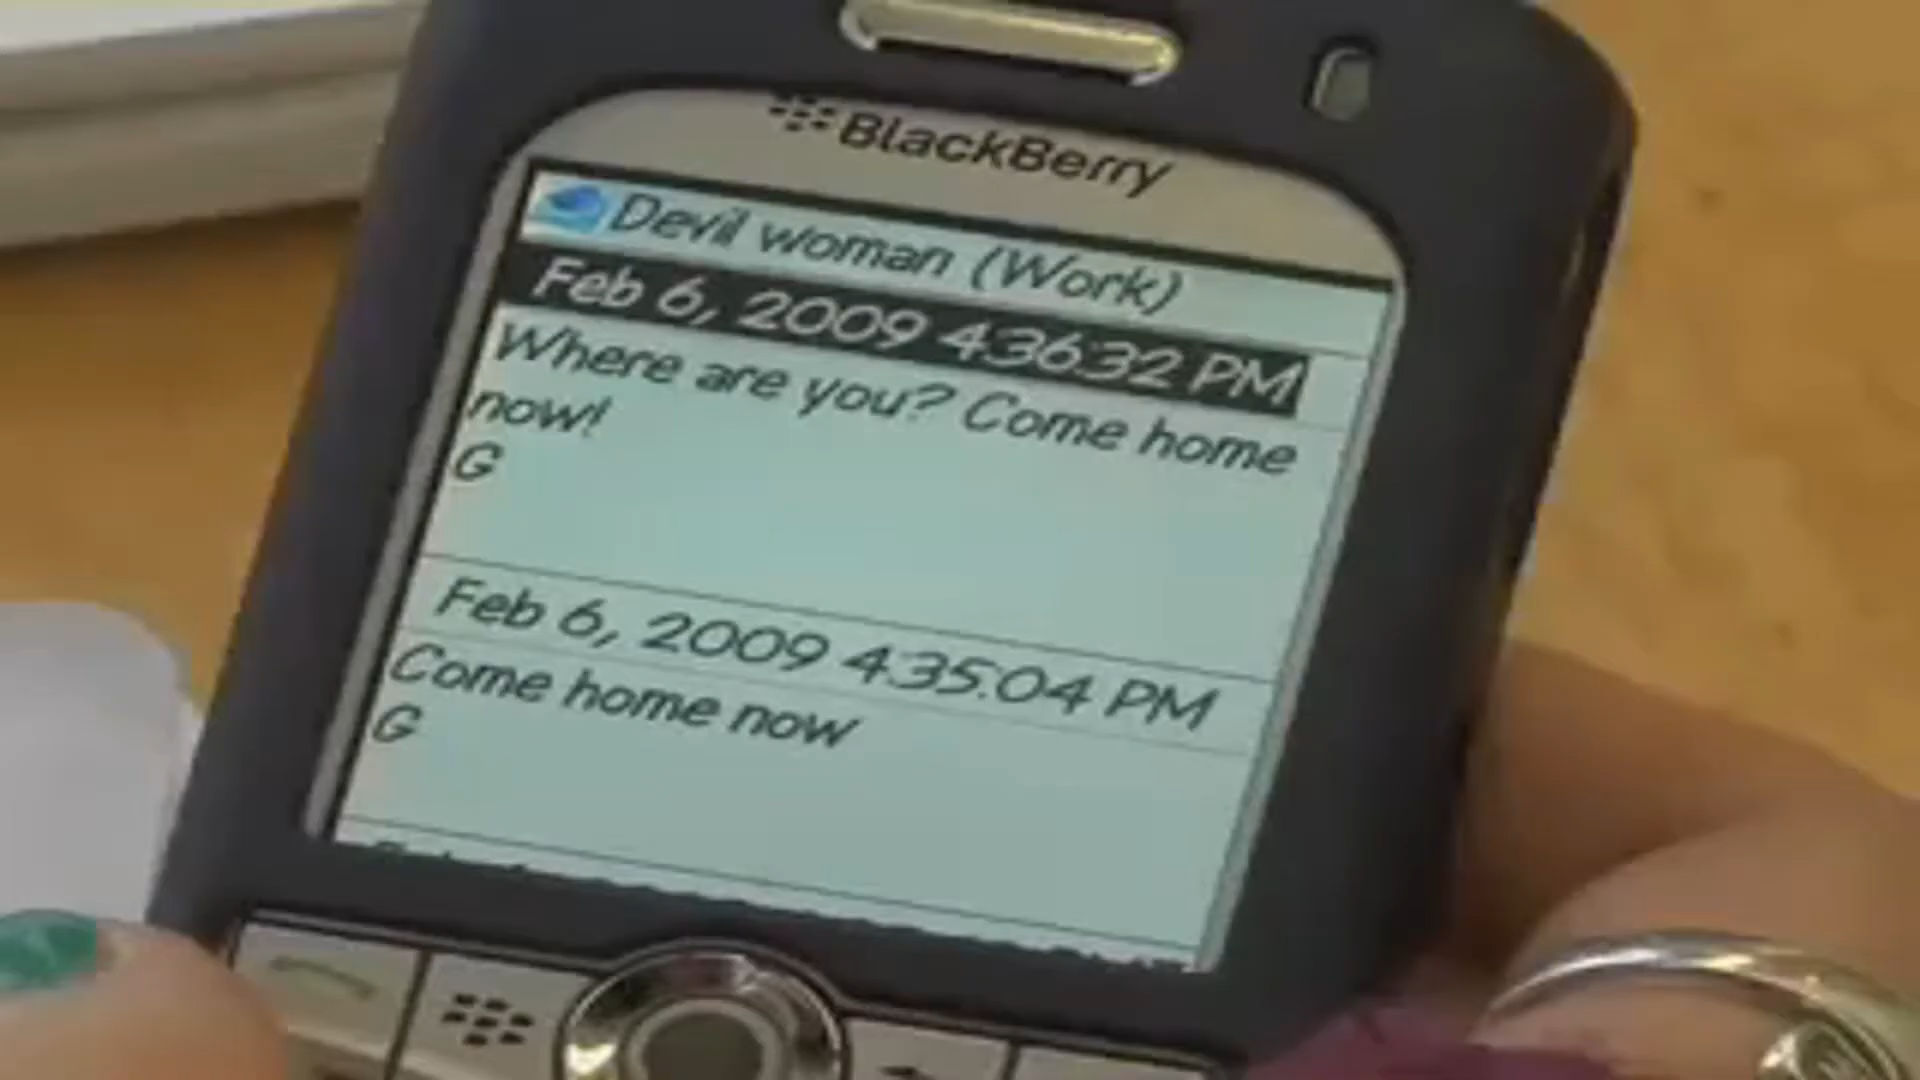 BlackBerry
Devil woman (Work)
Feb 6, 2009 4:36:32 PM
Where are you? Come home
now!
G
Feb 6, 2009 4:35:04 PM
Come home now
G